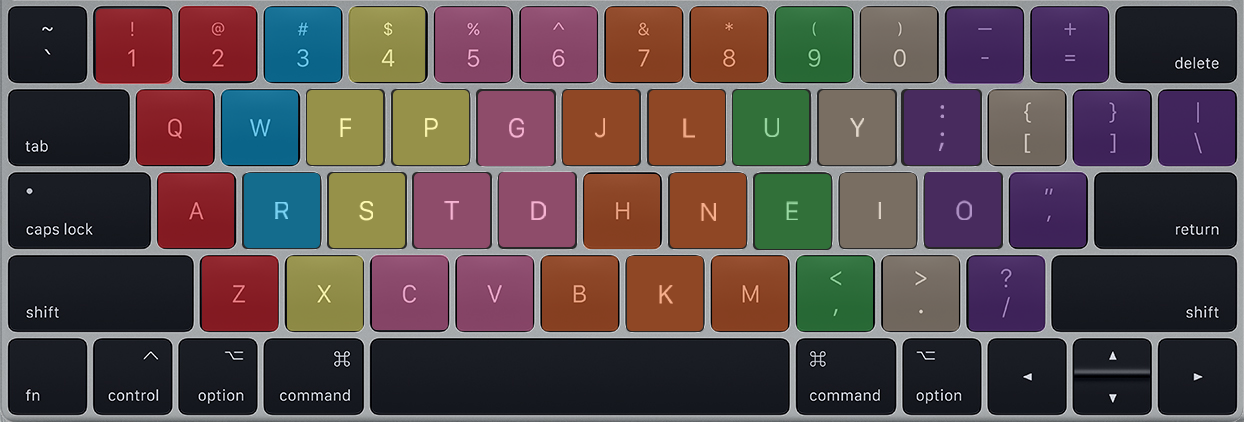 ~ ! @ # $ % ^ & * ( ) — +
` 1 2 3 4 5 6 7 8 9 0 - = delete
tab Q W F P G J L U Y : ; { [ } ] | \
• caps lock A R S T D H N E I O " ' return
shift Z X C V B K M < , > . ? / shift
^ ⌥ ⌘ ⌘ ⌥ ▲
fn control option command command option ◄ ▼ ►